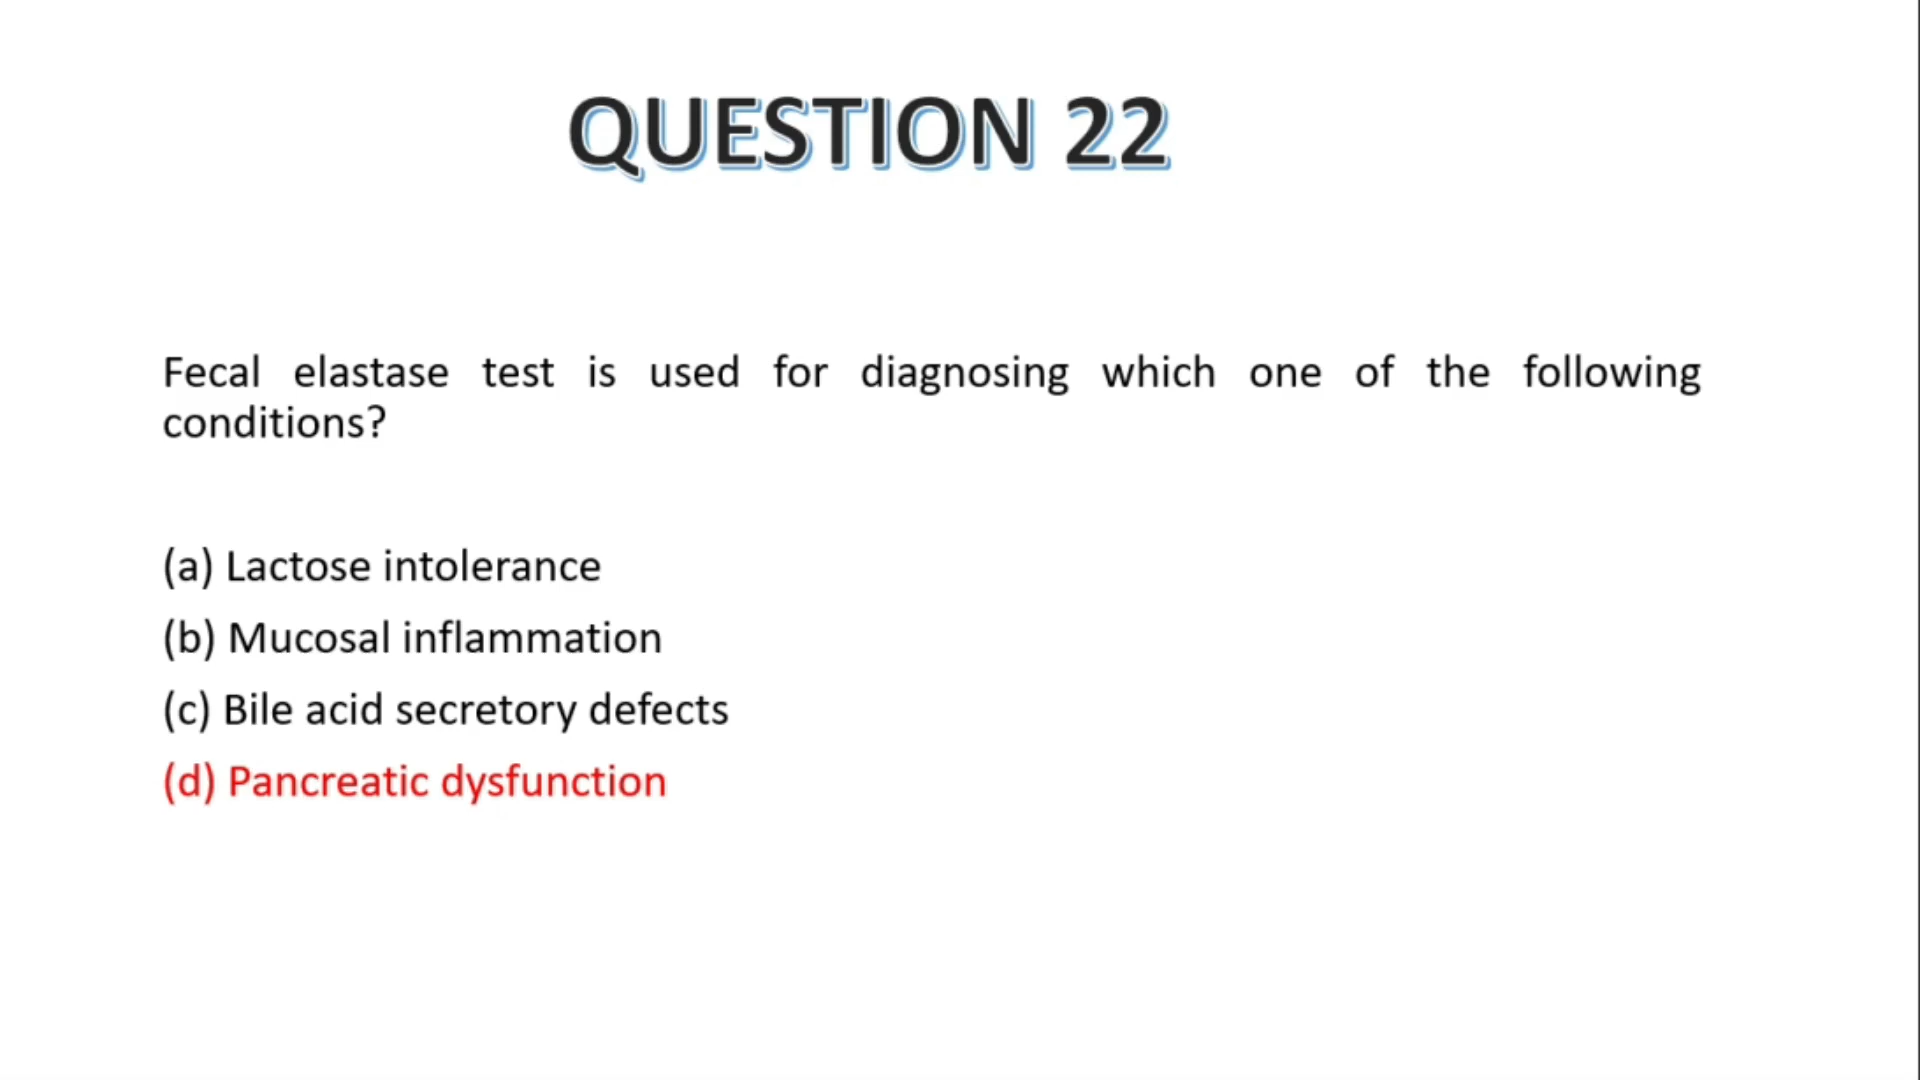 QUESTION 22
Fecal elastase test is used for diagnosing which one of the following
conditions?
(a) Lactose intolerance
(b) Mucosal inflammation
(c) Bile acid secretory defects
(d) Pancreatic dysfunction